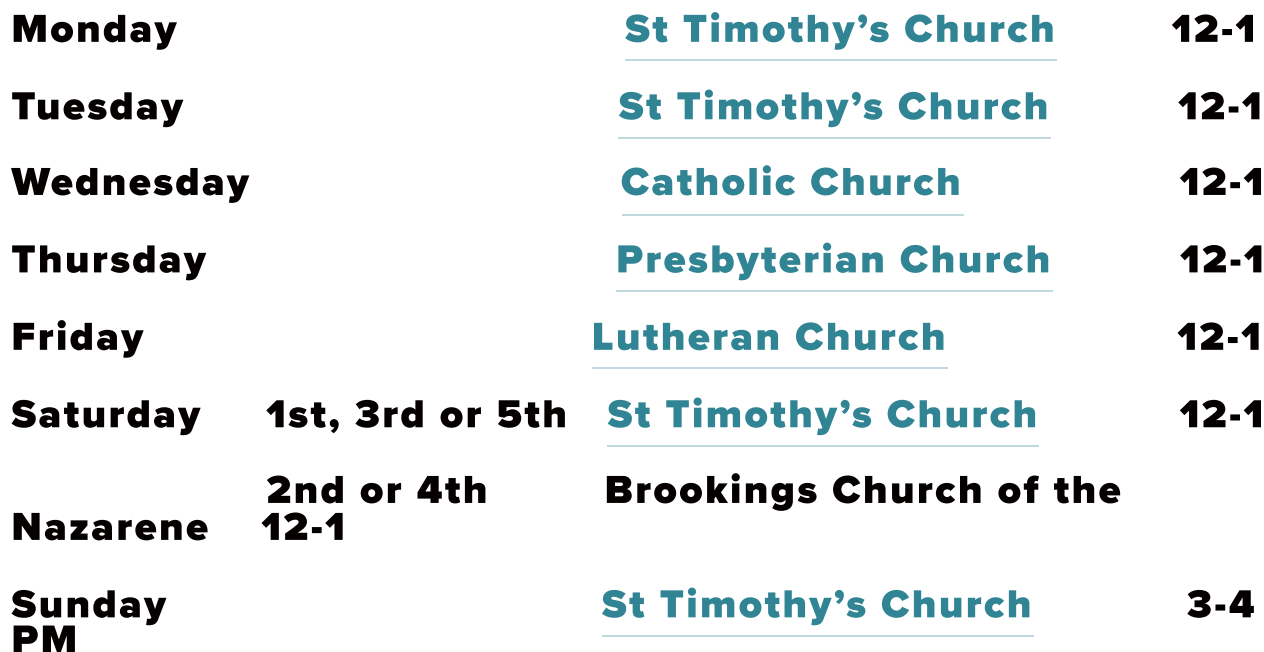 Monday St Timothy’s Church 12-1
Tuesday St Timothy’s Church 12-1
Wednesday Catholic Church 12-1
Thursday Presbyterian Church 12-1
Friday Lutheran Church 12-1
Saturday 1st, 3rd or 5th St Timothy’s Church 12-1
2nd or 4th Brookings Church of the
Nazarene 12-1
Sunday St Timothy’s Church 3-4
PM